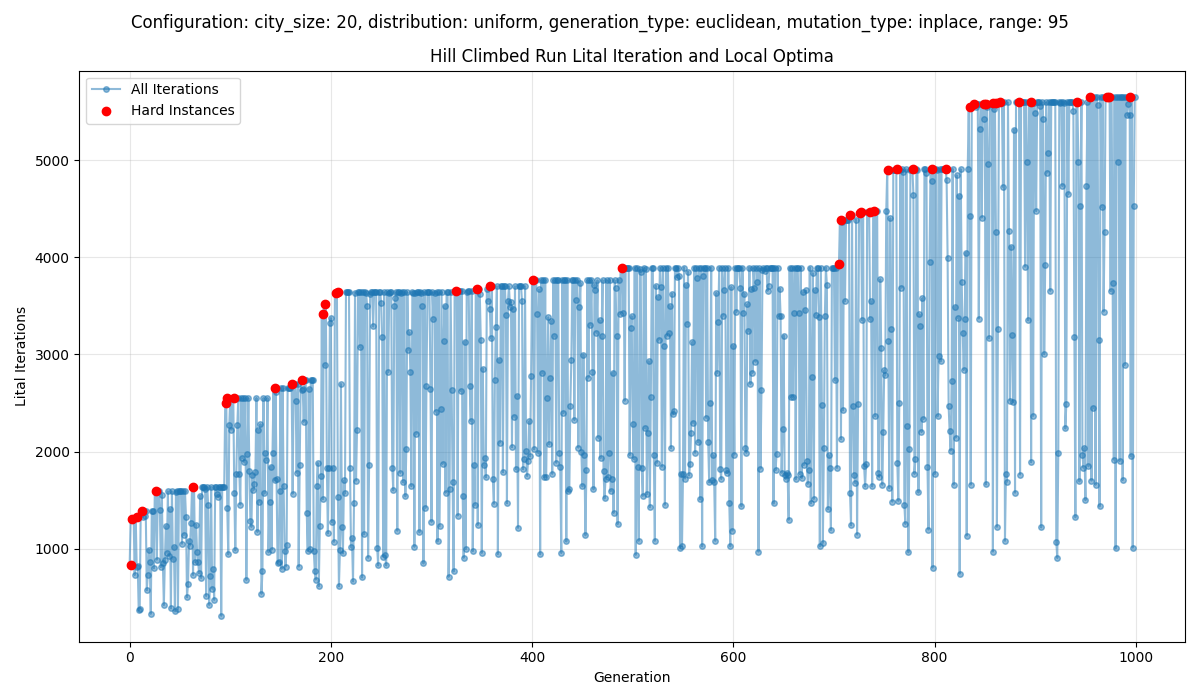 Configuration: city_size: 20, distribution: uniform, generation_type: euclidean, mutation_type: inplace, range: 95
Hill Climbed Run Lital Iteration and Local Optima
All Iterations
Hard Instances
Lital Iterations
5000
4000
3000
2000
1000
0
200
400
600
800
1000
Generation